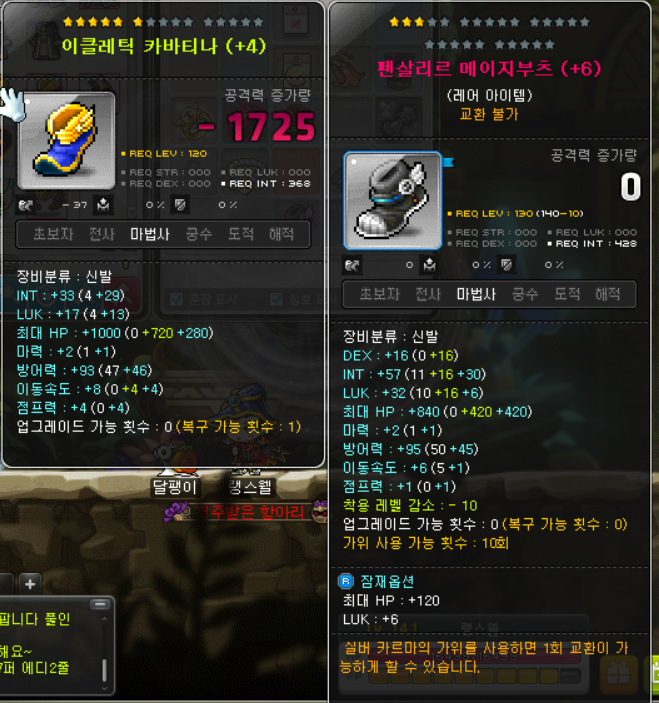 이클레틱 카바티나 (+4)
공격력 증가량
- 1725
REQ LEV : 120
REQ STR : 000 REQ LUK : 000
REQ DEX : 000 REQ INT : 368
- 37 0 % 0 %
초보자 전사 마법사 궁수 도적 해적
장비분류 : 신발
INT : +33 (4 +29)
LUK : +17 (4 +13)
최대 HP : +1000 (0 +720 +280)
마력 : +2 (1 +1)
방어력 : +93 (47 +46)
이동속도 : +8 (0 +4 +4)
점프력 : +4 (0 +4)
업그레이드 가능 횟수 : 0 (복구 가능 횟수 : 1)
달팽이 랭스웰
주받은 항아리
팝니다 풀인
해요~
7퍼 에디2줄
펜살리르 메이지부츠 (+6)
(레어 아이템)
교환 불가
공격력 증가량
0
REQ LEV : 130 (140-10)
REQ STR : 000 REQ LUK : 000
REQ DEX : 000 REQ INT : 428
0 0 % 0 %
초보자 전사 마법사 궁수 도적 해적
장비분류 : 신발
DEX : +16 (0 +16)
INT : +57 (11 +16 +30)
LUK : +32 (10 +16 +6)
최대 HP : +840 (0 +420 +420)
마력 : +2 (1 +1)
방어력 : +95 (50 +45)
이동속도 : +6 (5 +1)
점프력 : +1 (0 +1)
착용 레벨 감소 : - 10
업그레이드 가능 횟수 : 0 (복구 가능 횟수 : 0)
가위 사용 가능 횟수 : 10회
R 잠재옵션
최대 HP : +120
LUK : +6
실버 카르마의 가위를 사용하면 1회 교환이 가
능하게 할 수 있습니다.